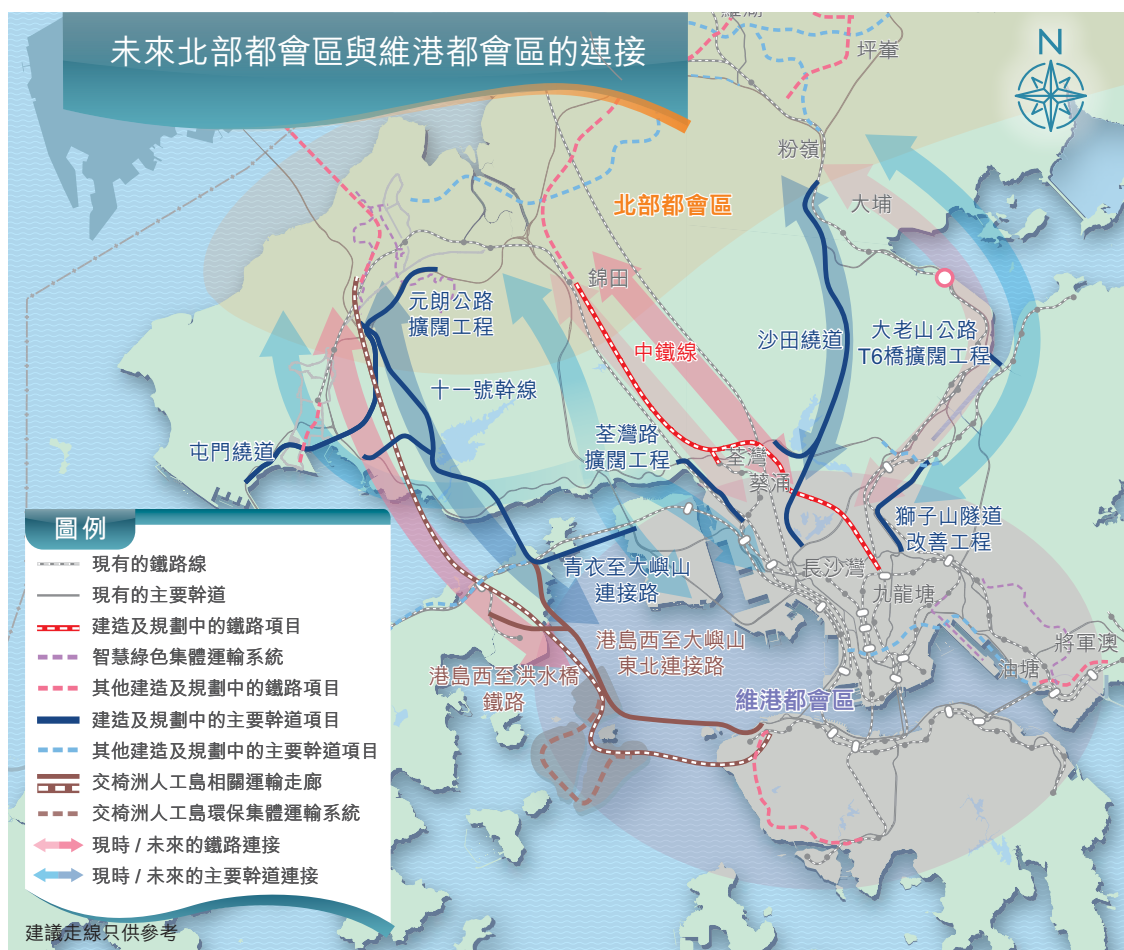 未來北部都會區與維港都會區的連接
N
坪輋
粉嶺
大埔
北部都會區
錦田
元朗公路
擴闊工程
中鐵線
沙田繞道
大老山公路
T6橋擴闊工程
十一號幹線
屯門繞道
荃灣路
擴闊工程
荃灣
葵涌
獅子山隧道
改善工程
青衣至大嶼山
連接路
長沙灣
九龍塘
港島西至大嶼山
東北連接路
港島西至洪水橋
鐵路
將軍澳
油塘
維港都會區
圖例
現有的鐵路線
現有的主要幹道
建造及規劃中的鐵路項目
智慧綠色集體運輸系統
其他建造及規劃中的鐵路項目
建造及規劃中的主要幹道項目
其他建造及規劃中的主要幹道項目
交椅洲人工島相關運輸走廊
交椅洲人工島環保集體運輸系統
現時 / 未來的鐵路連接
現時 / 未來的主要幹道連接
建議走線只供參考